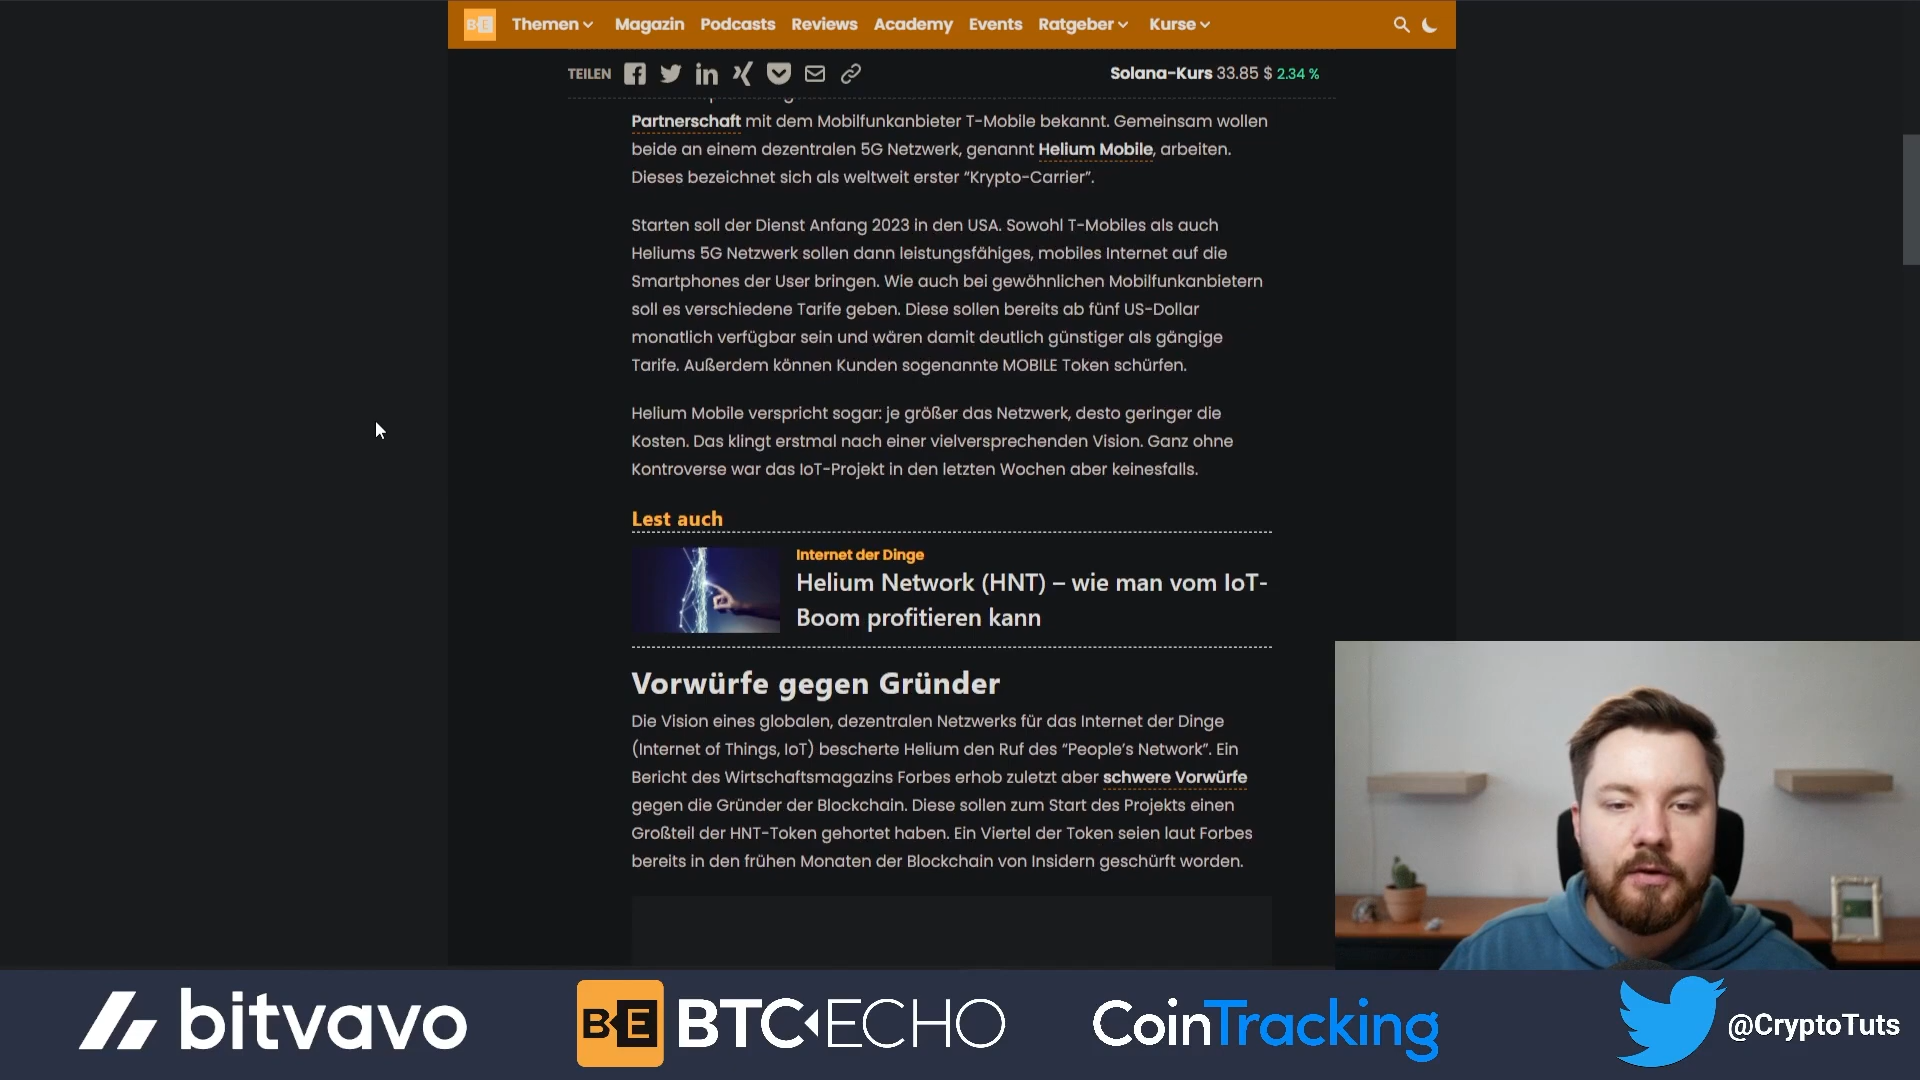 BE Themen Magazin Podcasts Reviews Academy Events Ratgeber Kurse
TEILEN
Solana-Kurs 33.85 $ 2.34 %
Partnerschaft mit dem Mobilfunkanbieter T-Mobile bekannt. Gemeinsam wollen
beide an einem dezentralen 5G Netzwerk, genannt Helium Mobile, arbeiten.
Dieses bezeichnet sich als weltweit erster “Krypto-Carrier”.
Starten soll der Dienst Anfang 2023 in den USA. Sowohl T-Mobiles als auch
Heliums 5G Netzwerk sollen dann leistungsfähiges, mobiles Internet auf die
Smartphones der User bringen. Wie auch bei gewöhnlichen Mobilfunkanbietern
soll es verschiedene Tarife geben. Diese sollen bereits ab fünf US-Dollar
monatlich verfügbar sein und wären damit deutlich günstiger als gängige
Tarife. Außerdem können Kunden sogenannte MOBILE Token schürfen.
Helium Mobile verspricht sogar: je größer das Netzwerk, desto geringer die
Kosten. Das klingt erstmal nach einer vielversprechenden Vision. Ganz ohne
Kontroverse war das IoT-Projekt in den letzten Wochen aber keinesfalls.
Lest auch
Internet der Dinge
Helium Network (HNT) – wie man vom IoT-
Boom profitieren kann
Vorwürfe gegen Gründer
Die Vision eines globalen, dezentralen Netzwerks für das Internet der Dinge
(Internet of Things, IoT) bescherte Helium den Ruf des “People’s Network”. Ein
Bericht des Wirtschaftsmagazins Forbes erhob zuletzt aber schwere Vorwürfe
gegen die Gründer der Blockchain. Diese sollen zum Start des Projekts einen
Großteil der HNT-Token gehortet haben. Ein Viertel der Token seien laut Forbes
bereits in den frühen Monaten der Blockchain von Insidern geschürft worden.
bitvavo
BE BTC ECHO
CoinTracking
@CryptoTuts